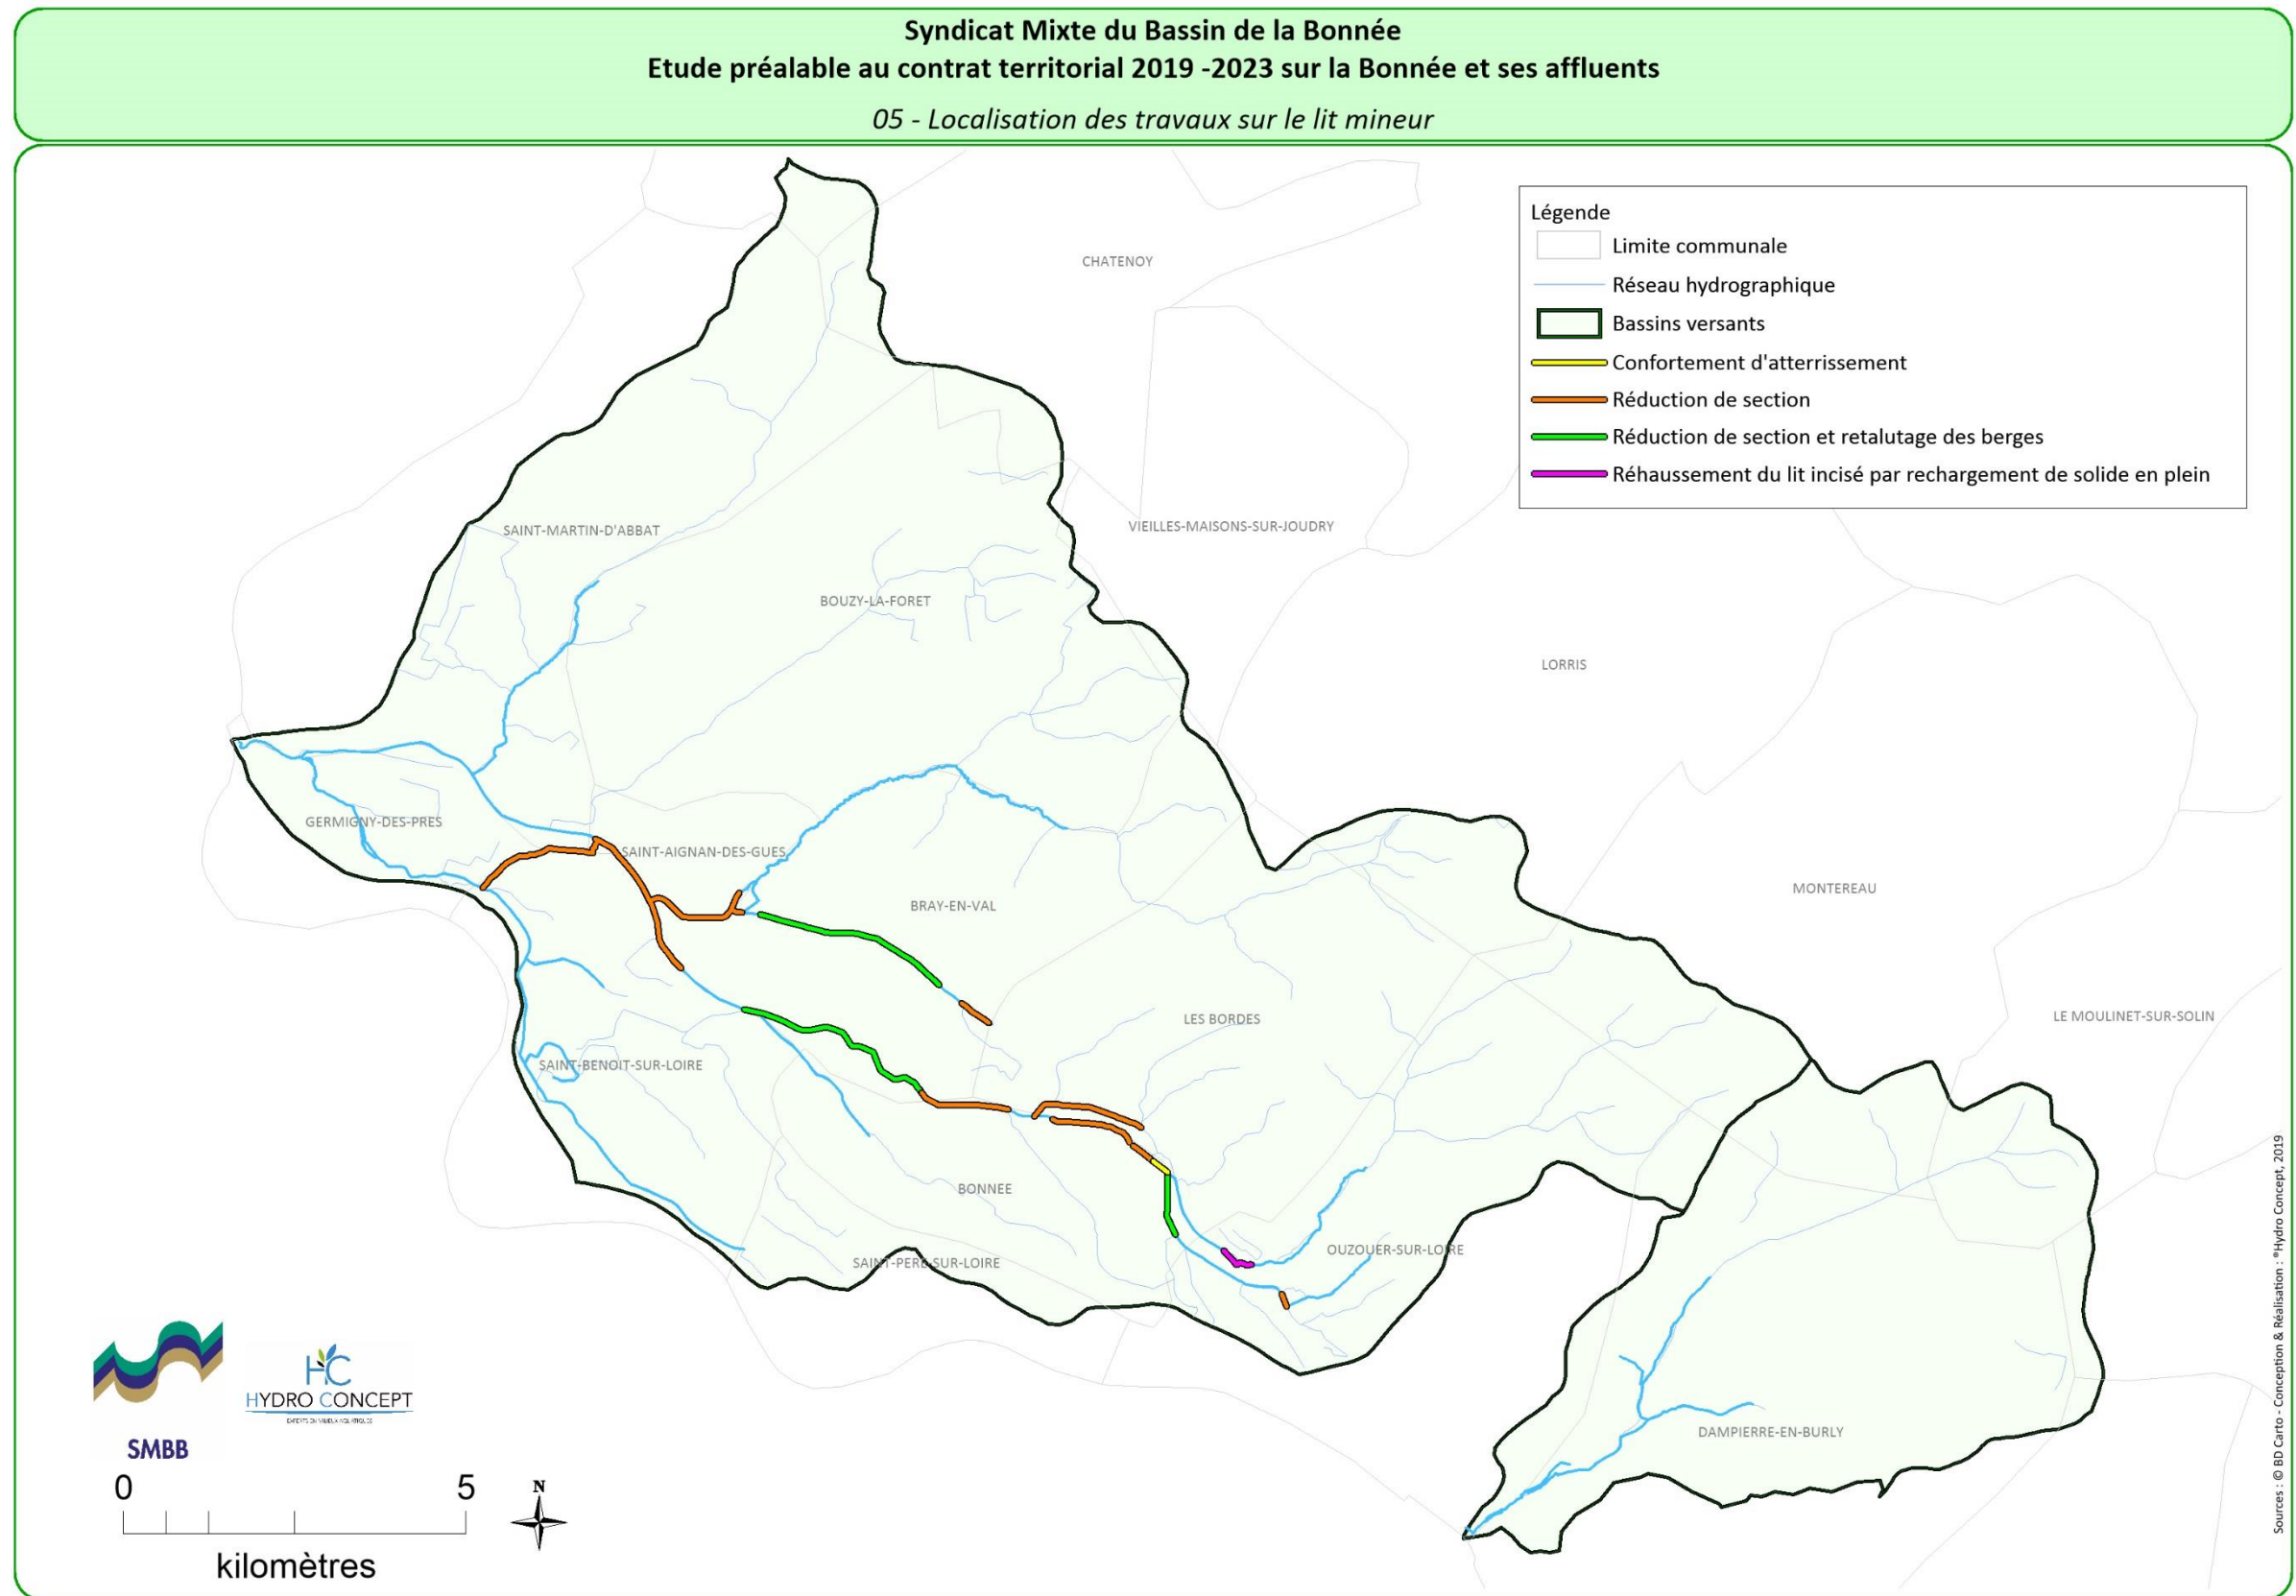 Syndicat Mixte du Bassin de la Bonnée
Etude préalable au contrat territorial 2019 -2023 sur la Bonnée et ses affluents
05 - Localisation des travaux sur le lit mineur
Légende
Limite communale
Réseau hydrographique
Bassins versants
Confortement d'atterrissement
Réduction de section
Réduction de section et retalutage des berges
Réhaussement du lit incisé par rechargement de solide en plein
CHATENOY
SAINT-MARTIN-D'ABBAT
VIEILLES-MAISONS-SUR-JOUDRY
BOUZY-LA-FORET
LORRIS
GERMIGNY-DES-PRES
SAINT-AIGNAN-DES-GUES
MONTEREAU
BRAY-EN-VAL
LES BORDES
LE MOULINET-SUR-SOLIN
SAINT-BENOIT-SUR-LOIRE
BONNEE
OUZOUER-SUR-LOIRE
SAINT-PERE-SUR-LOIRE
DAMPIERRE-EN-BURLY
SMBB
HC
HYDRO CONCEPT
EXPERTS EN MILIEUX AQUATIQUES
0 5
kilomètres
N
Sources : © BD Carto - Conception & Réalisation : ®Hydro Concept, 2019